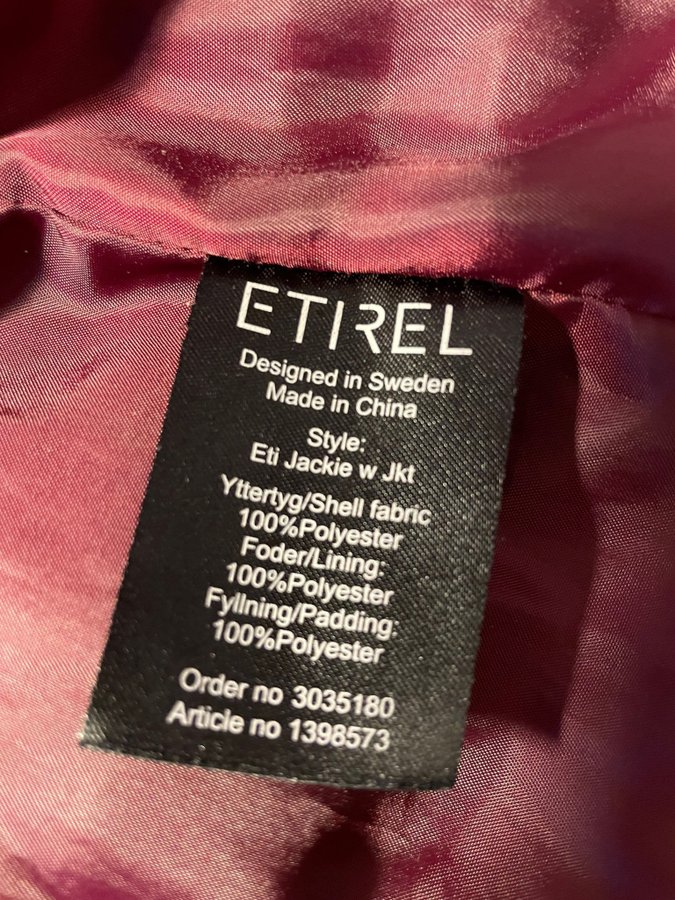 ETIREL
Designed in Sweden
Made in China
Style:
Eti Jackie w Jkt
Yttertyg/Shell fabric
100%Polyester
Foder/Lining:
100%Polyester
Fyllning/Padding:
100%Polyester
Order no 3035180
Article no 1398573